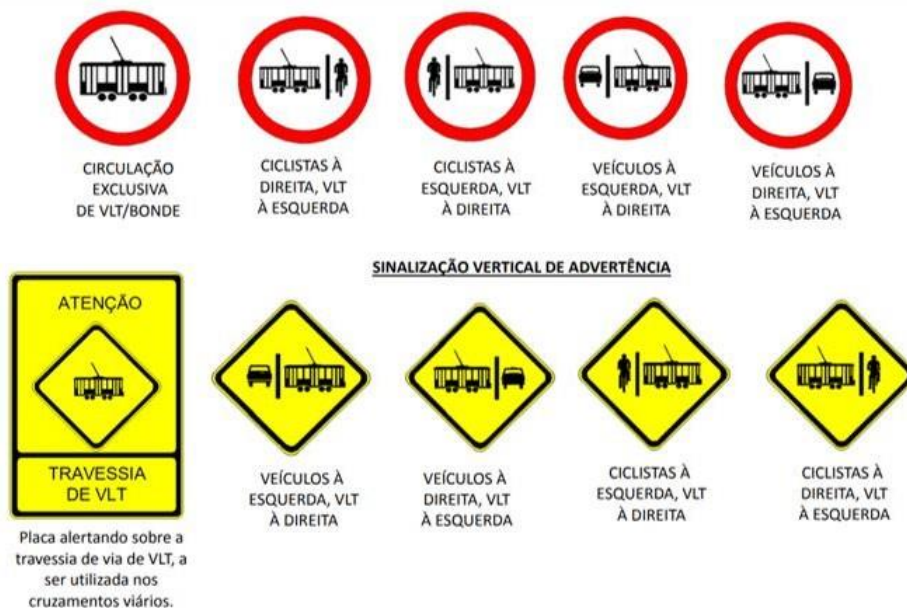 CIRCULAÇÃO
EXCLUSIVA
DE VLT/BONDE
CICLISTAS À
DIREITA, VLT
À ESQUERDA
CICLISTAS À
ESQUERDA, VLT
À DIREITA
VEÍCULOS À
ESQUERDA, VLT
À DIREITA
VEÍCULOS À
DIREITA, VLT
À ESQUERDA
SINALIZAÇÃO VERTICAL DE ADVERTÊNCIA
ATENÇÃO
TRAVESSIA
DE VLT
Placa alertando sobre a
travessia de via de VLT, a
ser utilizada nos
cruzamentos viários.
VEÍCULOS À
ESQUERDA, VLT
À DIREITA
VEÍCULOS À
DIREITA, VLT
À ESQUERDA
CICLISTAS À
ESQUERDA, VLT
À DIREITA
CICLISTAS À
DIREITA, VLT
À ESQUERDA